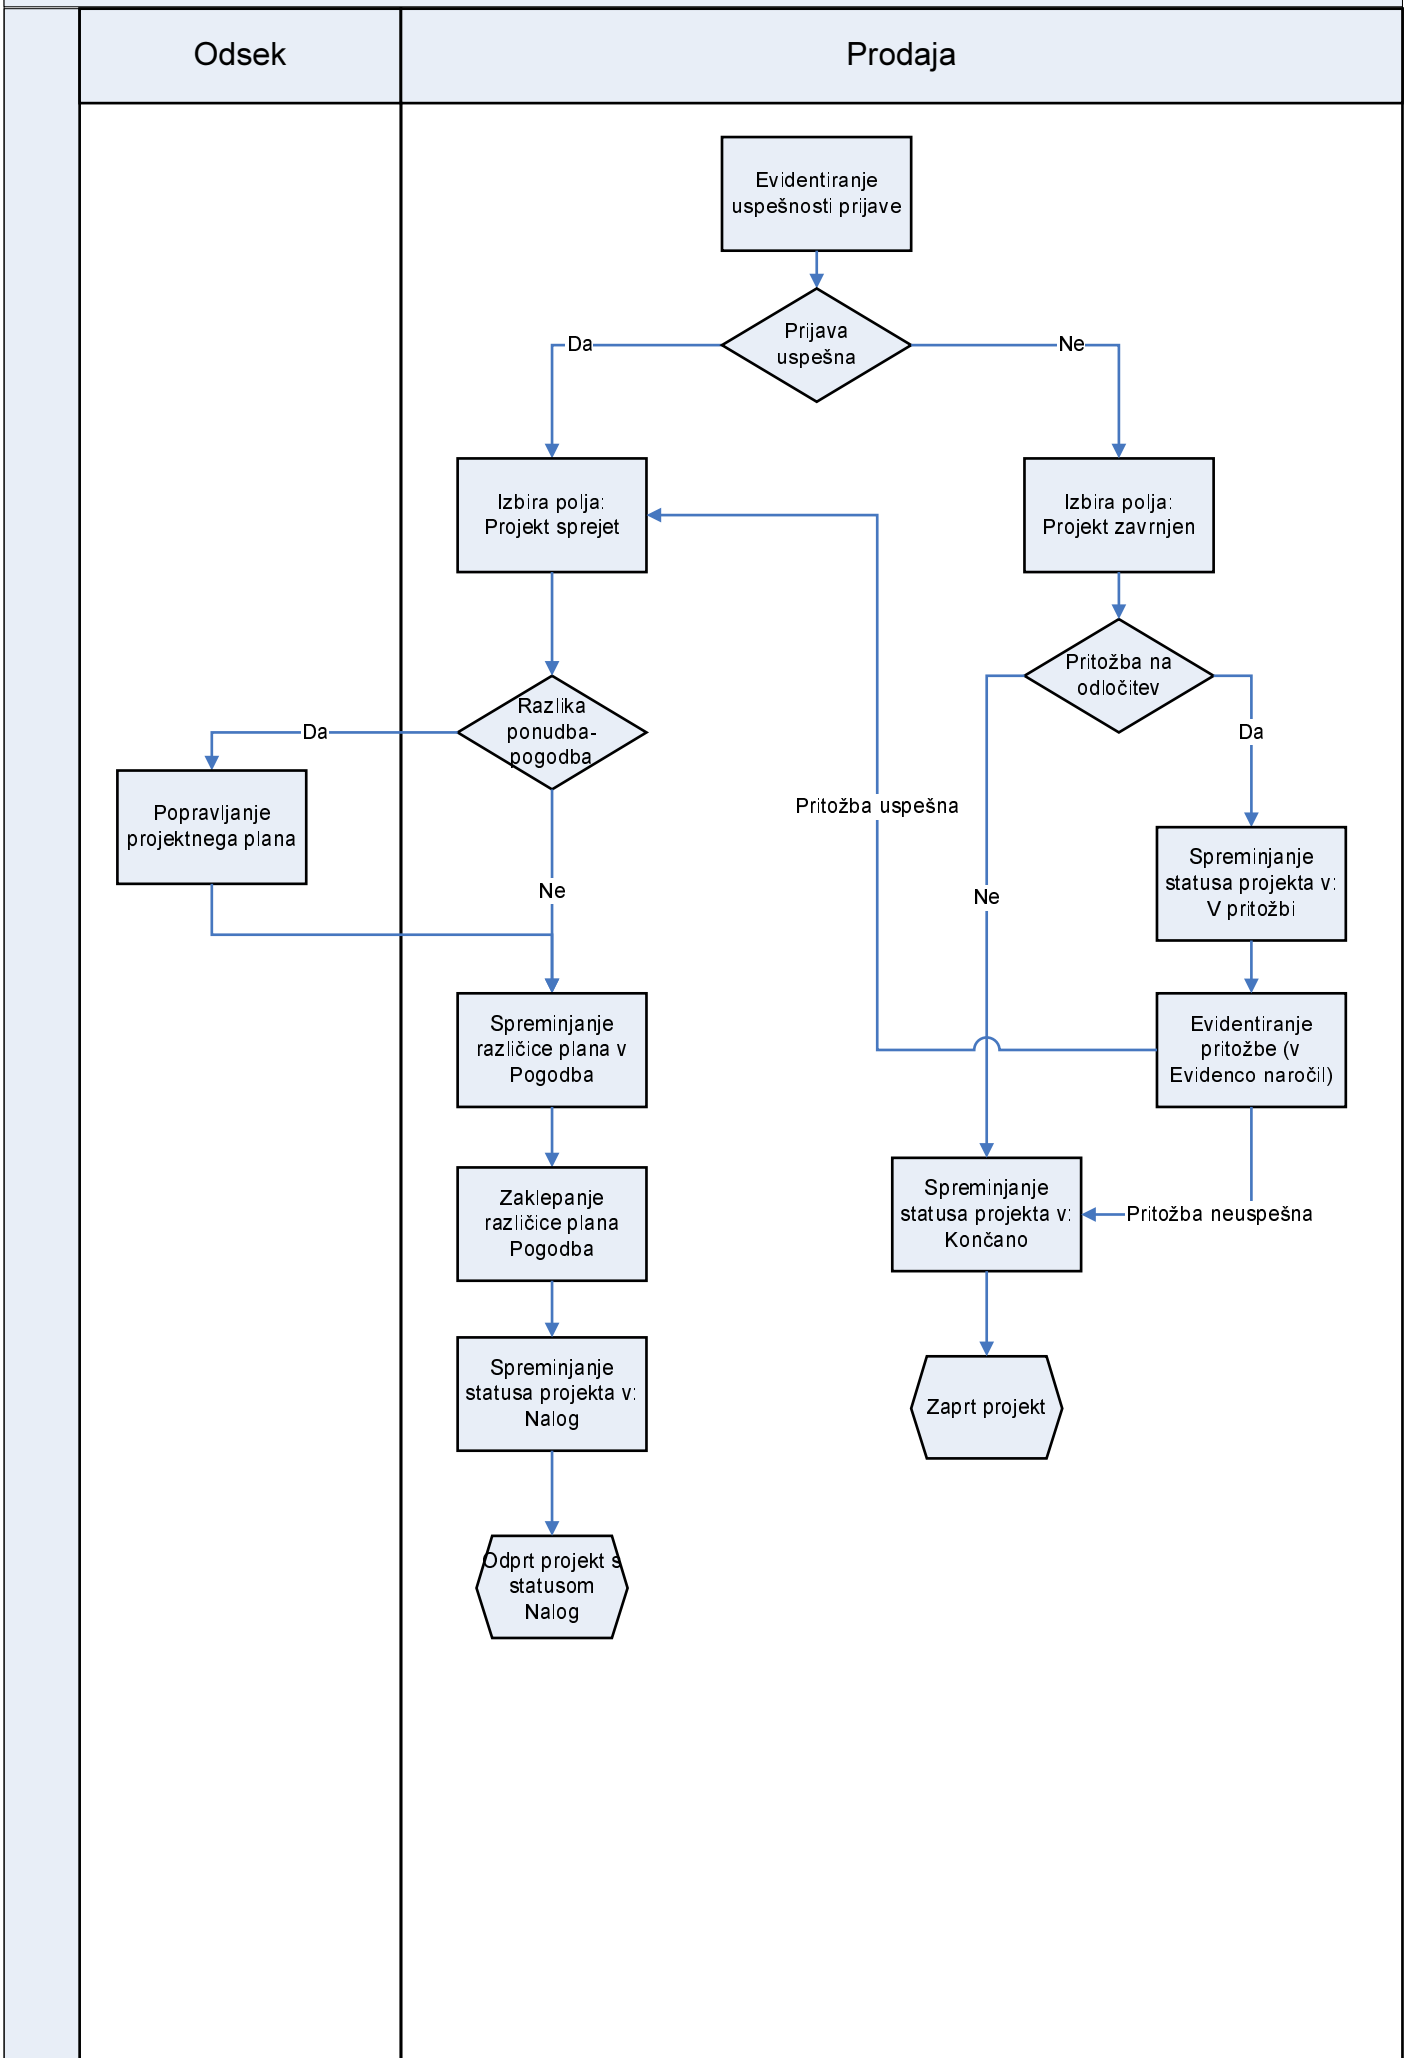 Odsek
Prodaja
Evidentiranje
uspešnosti prijave
Prijava
uspešna
Da
Ne
Izbira polja:
Projekt sprejet
Izbira polja:
Projekt zavrnjen
Pritožba na
odločitev
Razlika
ponudba-
pogodba
Da
Da
Popravljanje
projektnega plana
Pritožba uspešna
Spreminjanje
statusa projekta v:
V pritožbi
Ne
Ne
Spreminjanje
različice plana v
Pogodba
Evidentiranje
pritožbe (v
Evidenco naročil)
Zaklepanje
različice plana
Pogodba
Spreminjanje
statusa projekta v:
Končano
Pritožba neuspešna
Spreminjanje
statusa projekta v:
Nalog
Zaprt projekt
Odprt projekt s
statusom
Nalog